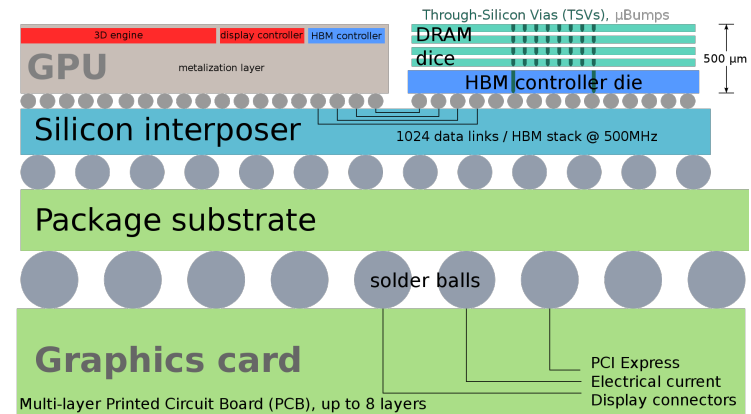 Through-Silicon Vias (TSVs), µBumps
3D engine
display controller
HBM controller
DRAM
dice
500 µm
GPU
metalization layer
HBM controller die
Silicon interposer
1024 data links / HBM stack @ 500MHz
Package substrate
solder balls
Graphics card
PCI Express
Electrical current
Display connectors
Multi-layer Printed Circuit Board (PCB), up to 8 layers